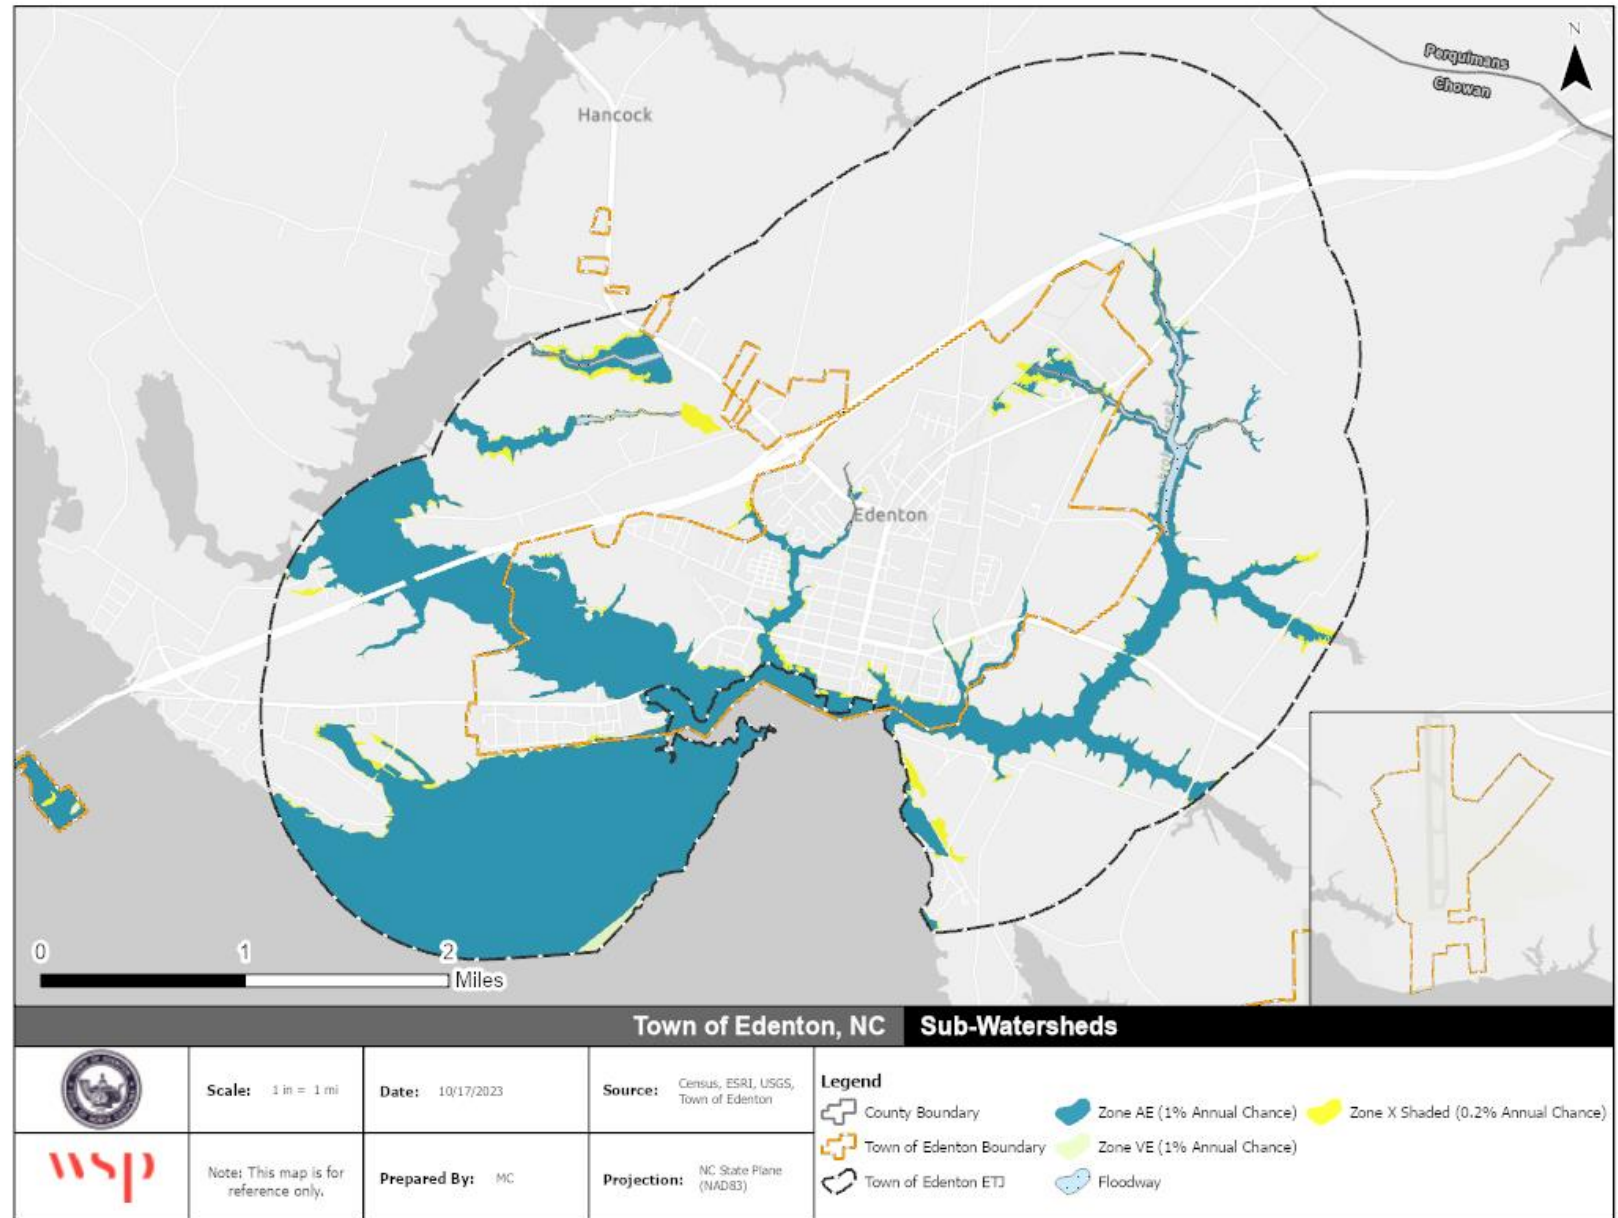 N
Perquimans
Chowan
Hancock
Edenton
0 1 2
Miles
Town of Edenton, NC Sub-Watersheds
Scale: 1 in = 1 mi
Date: 10/17/2023
Source: Census, ESRI, USGS,
Town of Edenton
wsp
Note: This map is for
reference only.
Prepared By: MC
Projection: NC State Plane
(NAD83)
Legend
County Boundary
Town of Edenton Boundary
Town of Edenton ETJ
Zone AE (1% Annual Chance)
Zone VE (1% Annual Chance)
Floodway
Zone X Shaded (0.2% Annual Chance)